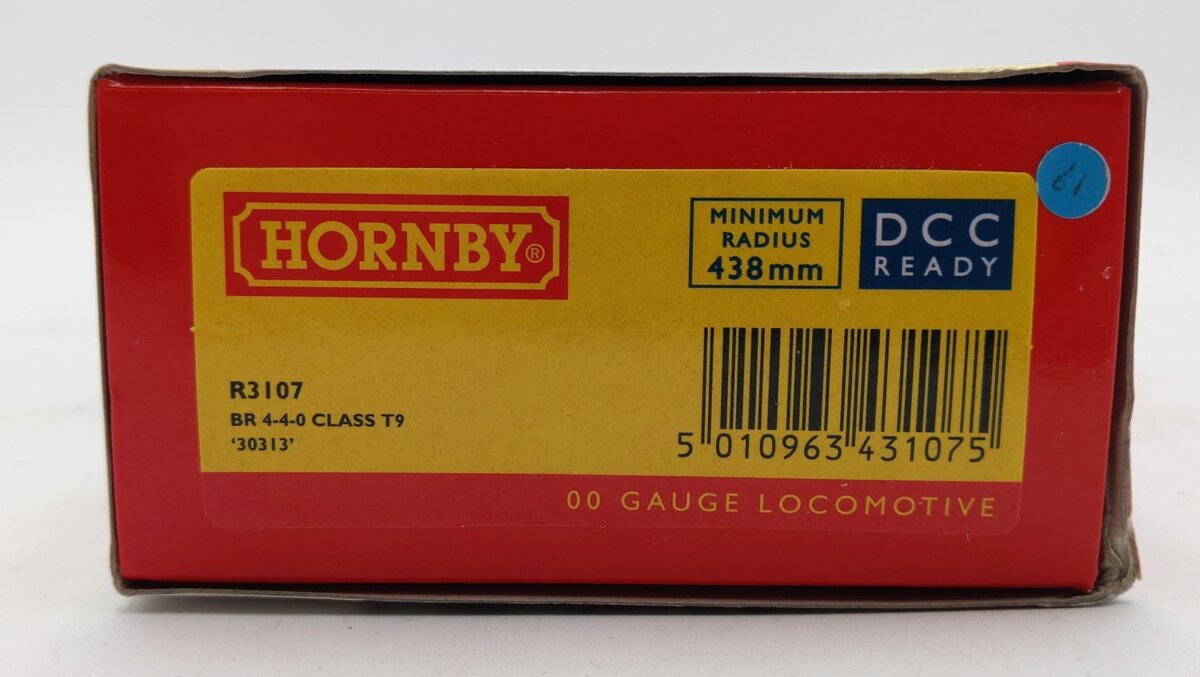 HORNBY®
MINIMUM
RADIUS
438mm
DCC
READY
R3107
BR 4-4-0 CLASS T9
‘30313’
5 010963 431075
00 GAUGE LOCOMOTIVE